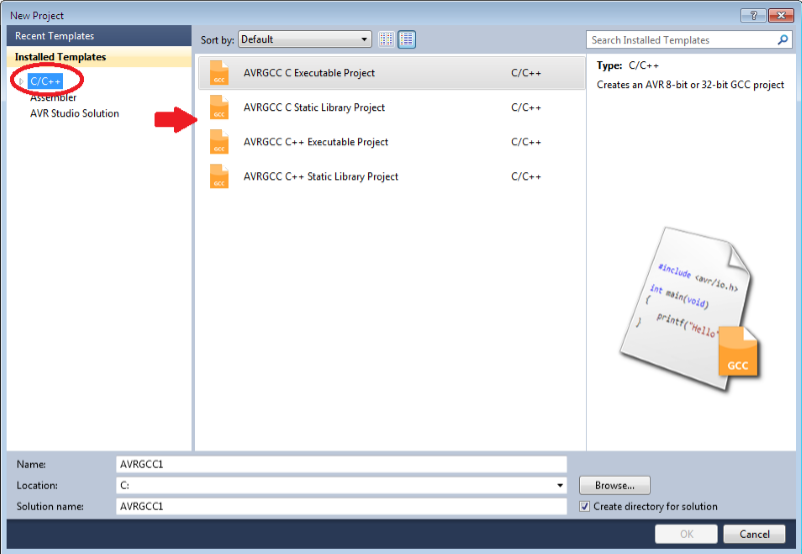 New Project
Recent Templates
Installed Templates
C/C++
Assembler
AVR Studio Solution
Sort by: Default
Search Installed Templates
AVRGCC C Executable Project C/C++
AVRGCC C Static Library Project C/C++
AVRGCC C++ Executable Project C/C++
AVRGCC C++ Static Library Project C/C++
GCC
GCC
GCC
GCC
Type: C/C++
Creates an AVR 8-bit or 32-bit GCC project
#include <avr/io.h>
int main(void)
{
printf("Hello"
}
GCC
Name: AVRGCC1
Location: C:
Browse...
Solution name: AVRGCC1
Create directory for solution
OK
Cancel